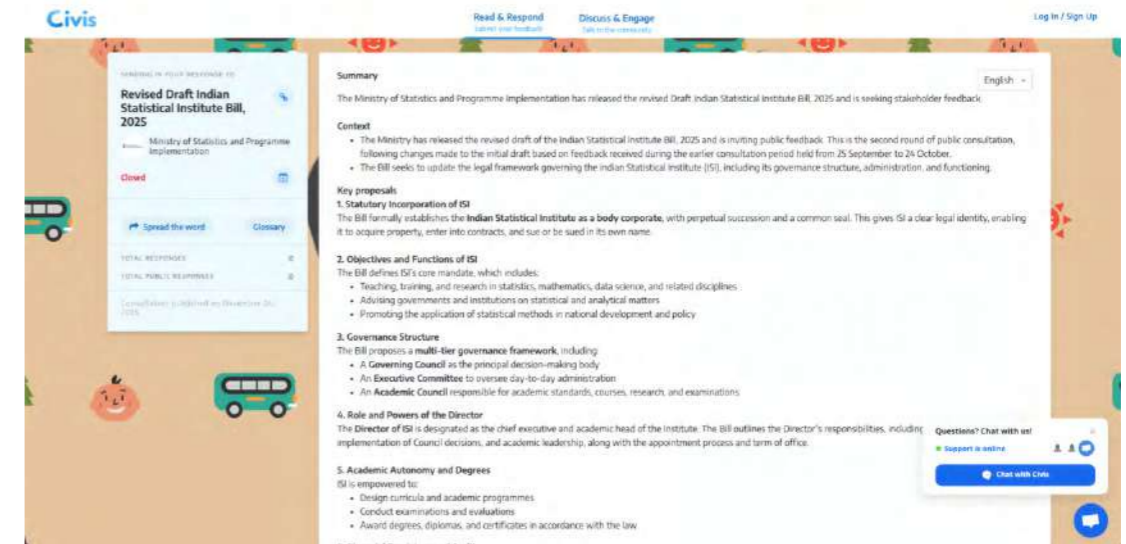 Civis
Read & Respond
Submit your feedback
Discuss & Engage
Talk to the community
Log In / Sign Up
Revised Draft Indian
Statistical Institute Bill,
2025
Ministry of Statistics and Programme
Implementation
Closed
Spread the word
Glossary
TOTAL RESPONSES
TOTAL PUBLIC RESPONSES
English
Summary
The Ministry of Statistics and Programme Implementation has released the revised Draft Indian Statistical Institute Bill, 2025 and is seeking stakeholder feedback
Context
• The Ministry has released the revised draft of the Indian Statistical Institute Bill, 2025 and is inviting public feedback. This is the second round of public consultation,
following changes made to the initial draft based on feedback received during the earlier consultation period held from 25 September to 24 October.
• The Bill seeks to update the legal framework governing the Indian Statistical Institute (ISI), including its governance structure, administration, and functioning.
Key proposals
1. Statutory Incorporation of ISI
The Bill formally establishes the Indian Statistical Institute as a body corporate, with perpetual succession and a common seal. This gives ISI a clear legal identity, enabling
it to acquire property, enter into contracts, and sue or be sued in its own name.
2. Objectives and Functions of ISI
The Bill defines ISI's core mandate, which includes:
• Teaching, training, and research in statistics, mathematics, data science, and related disciplines
• Advising governments and institutions on statistical and analytical matters
• Promoting the application of statistical methods in national development and policy
3. Governance Structure
The Bill proposes a multi-tier governance framework, including:
• A Governing Council as the principal decision-making body
• An Executive Committee to oversee day-to-day administration
• An Academic Council responsible for academic standards, courses, research, and examinations
4. Role and Powers of the Director
The Director of ISI is designated as the chief executive and academic head of the Institute. The Bill outlines the Director's responsibilities, including
implementation of Council decisions, and academic leadership, along with the appointment process and term of office.
5. Academic Autonomy and Degrees
ISI is empowered to:
• Design curricula and academic programmes
• Conduct examinations and evaluations
• Award degrees, diplomas, and certificates in accordance with the law
Questions? Chat with us!
Support is online
Chat with Civis